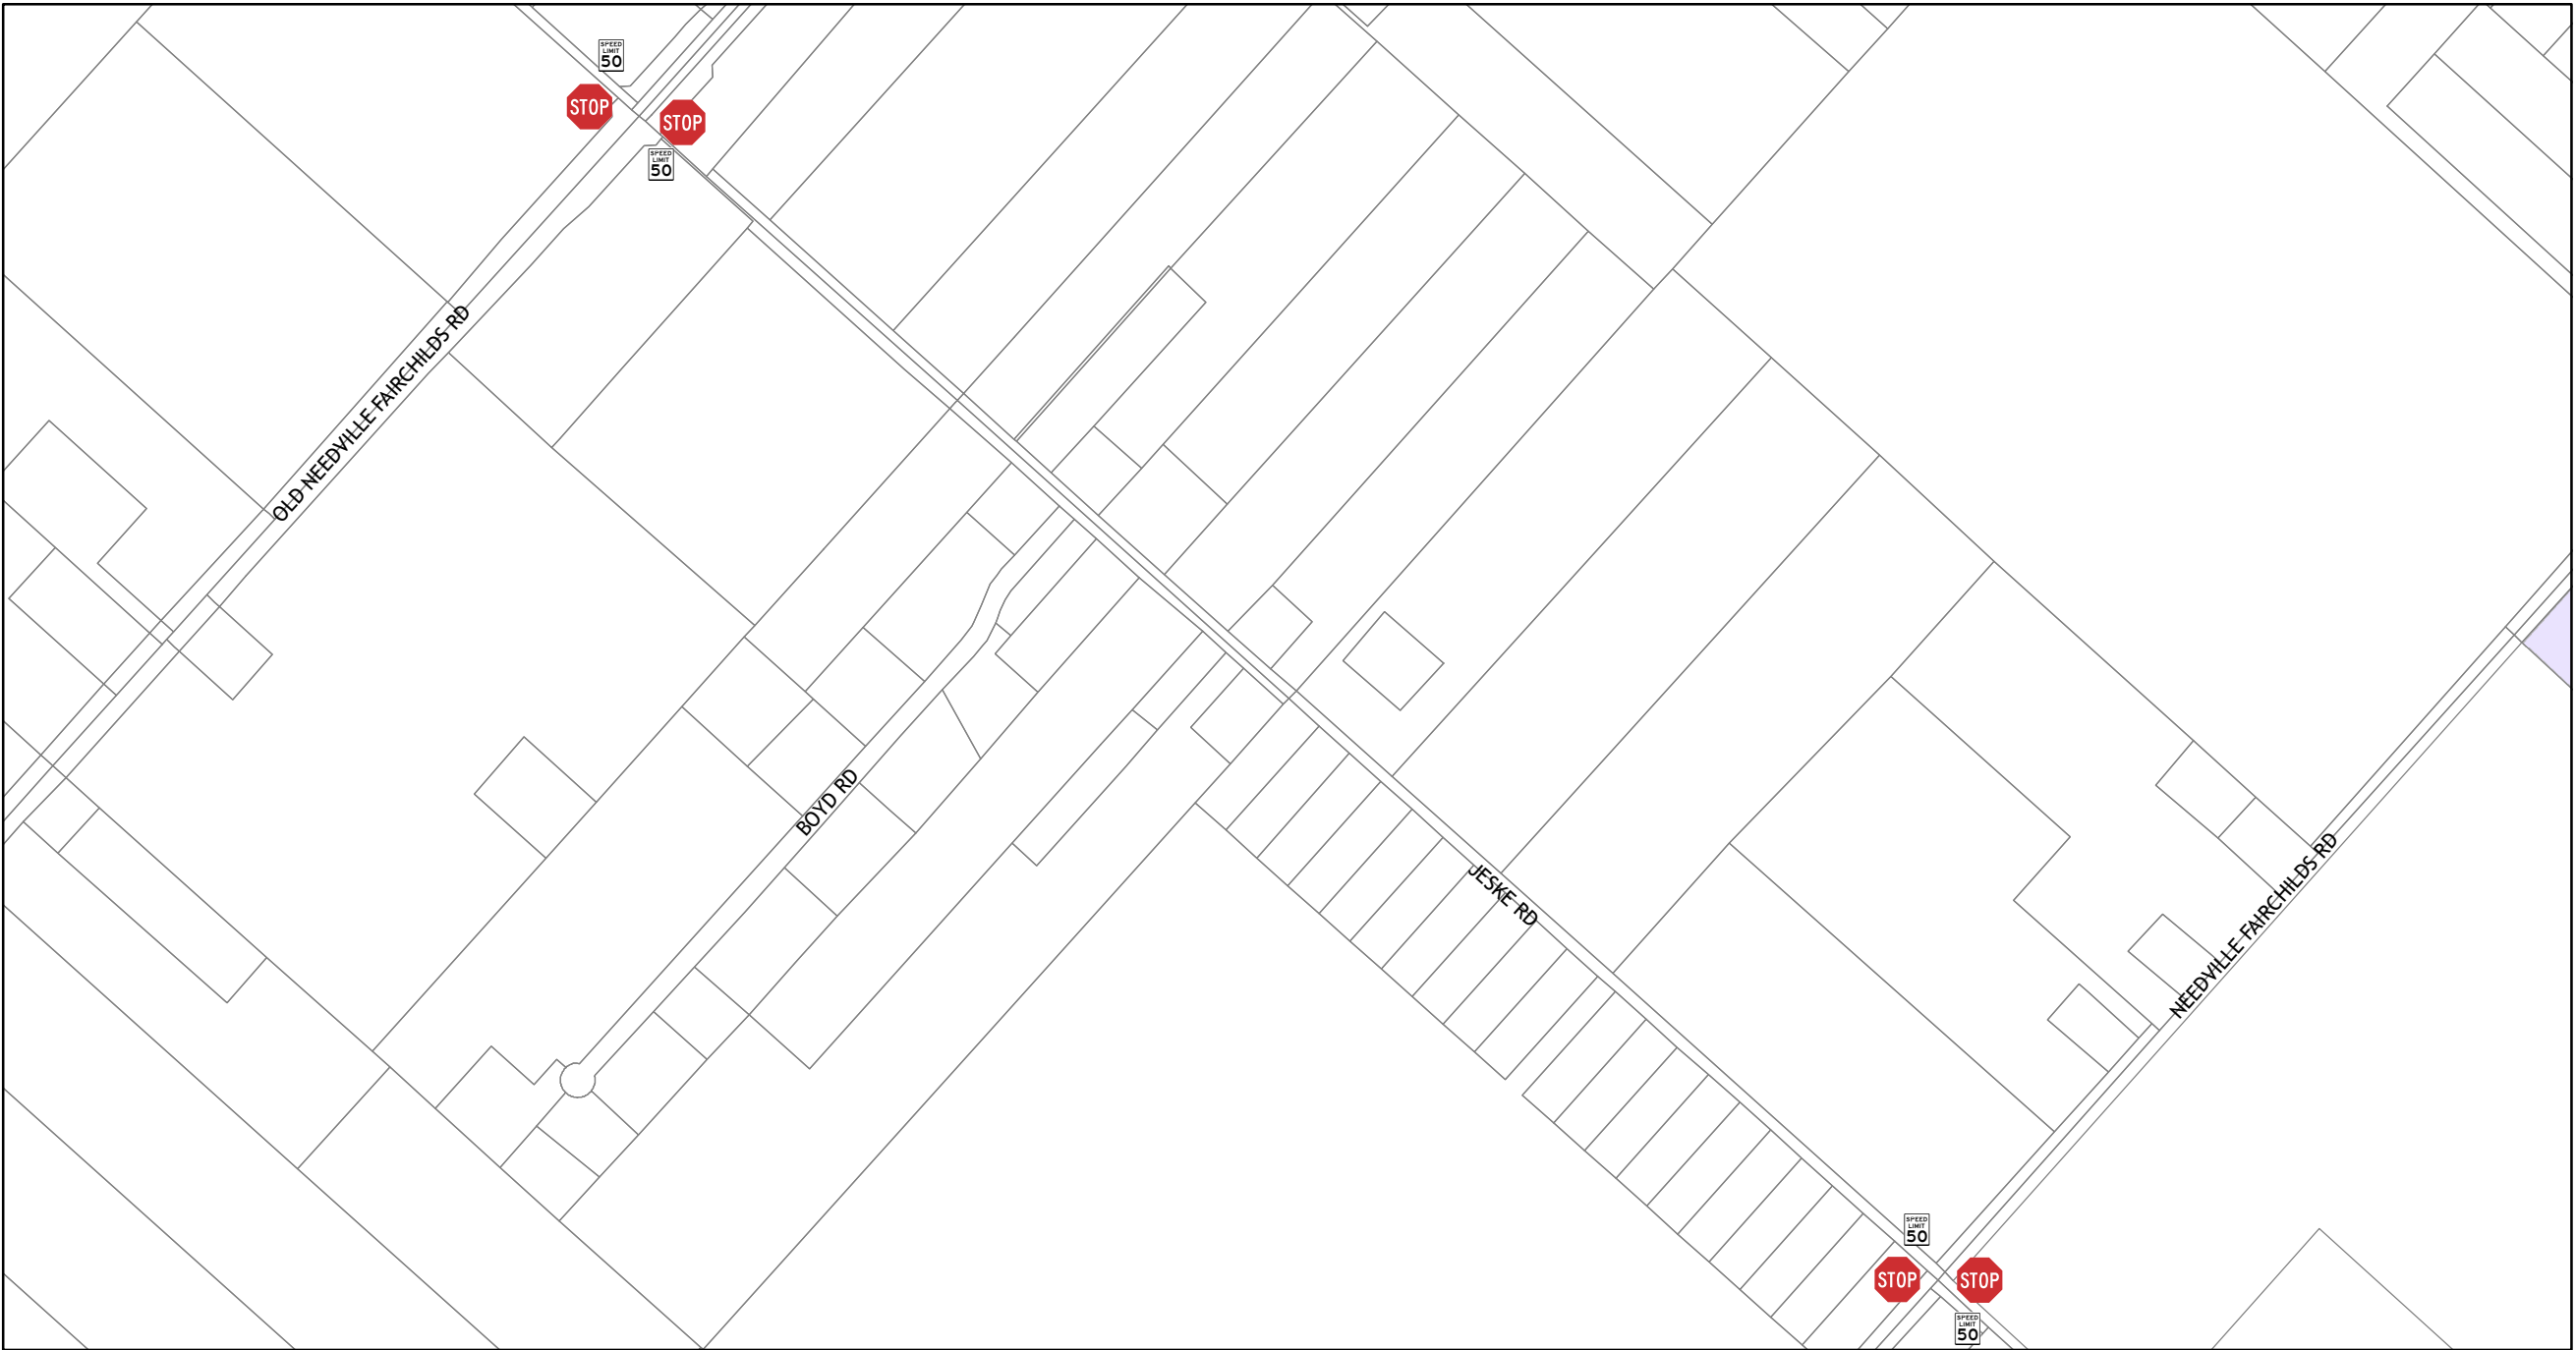 SPEED
LIMIT
50
STOP
STOP
SPEED
LIMIT
50
OLD NEEDVILLE FAIRCHILDS RD
BOYD RD
JESKE RD
NEEDVILLE FAIRCHILDS RD
SPEED
LIMIT
50
STOP
STOP
SPEED
LIMIT
50